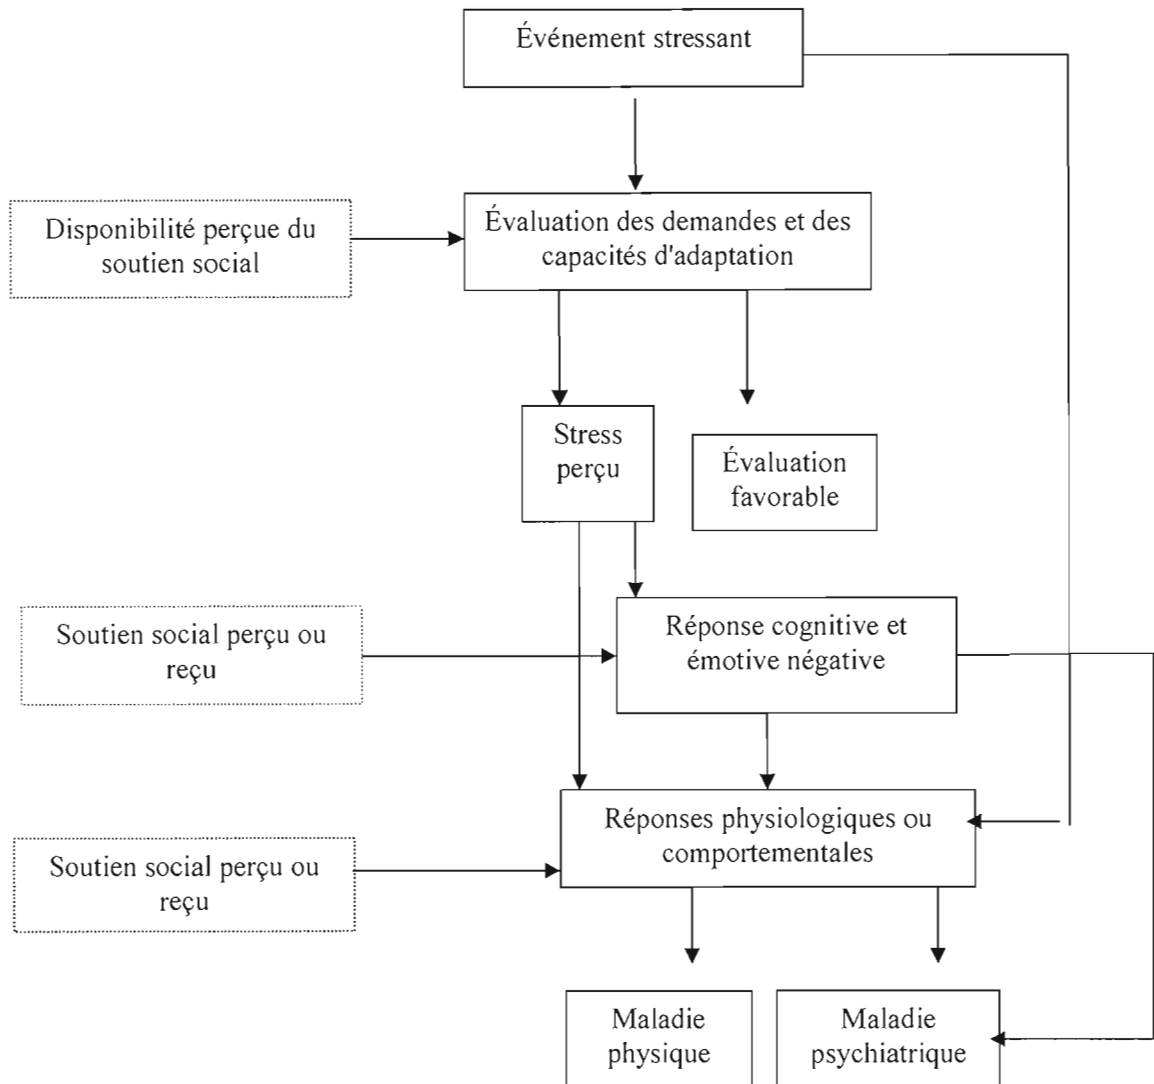 Événement stressant
Disponibilité perçue du
soutien social
Évaluation des demandes et des
capacités d'adaptation
Stress
perçu
Évaluation
favorable
Soutien social perçu ou
reçu
Réponse cognitive et
émotive négative
Soutien social perçu ou
reçu
Réponses physiologiques ou
comportementales
Maladie
physique
Maladie
psychiatrique